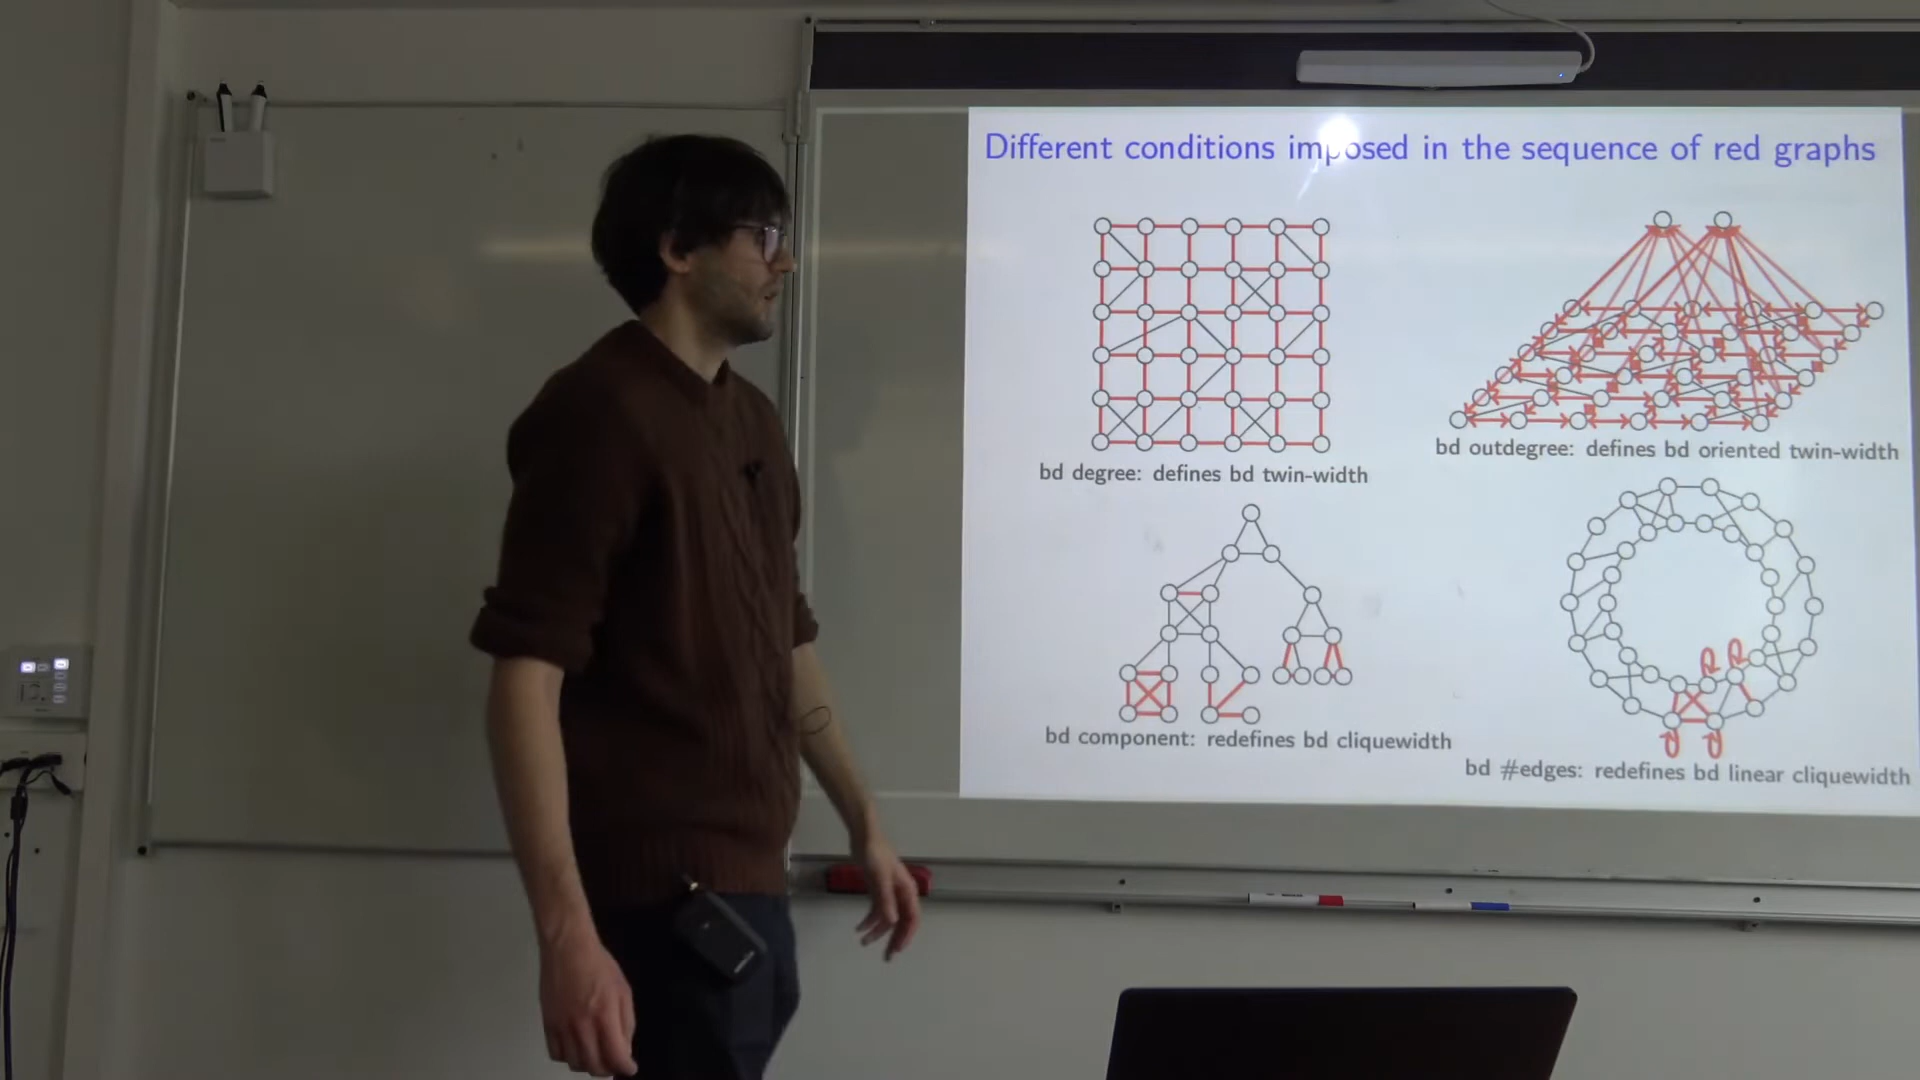 Different conditions imposed in the sequence of red graphs
bd degree: defines bd twin-width
bd outdegree: defines bd oriented twin-width
bd component: redefines bd cliquewidth
bd #edges: redefines bd linear cliquewidth